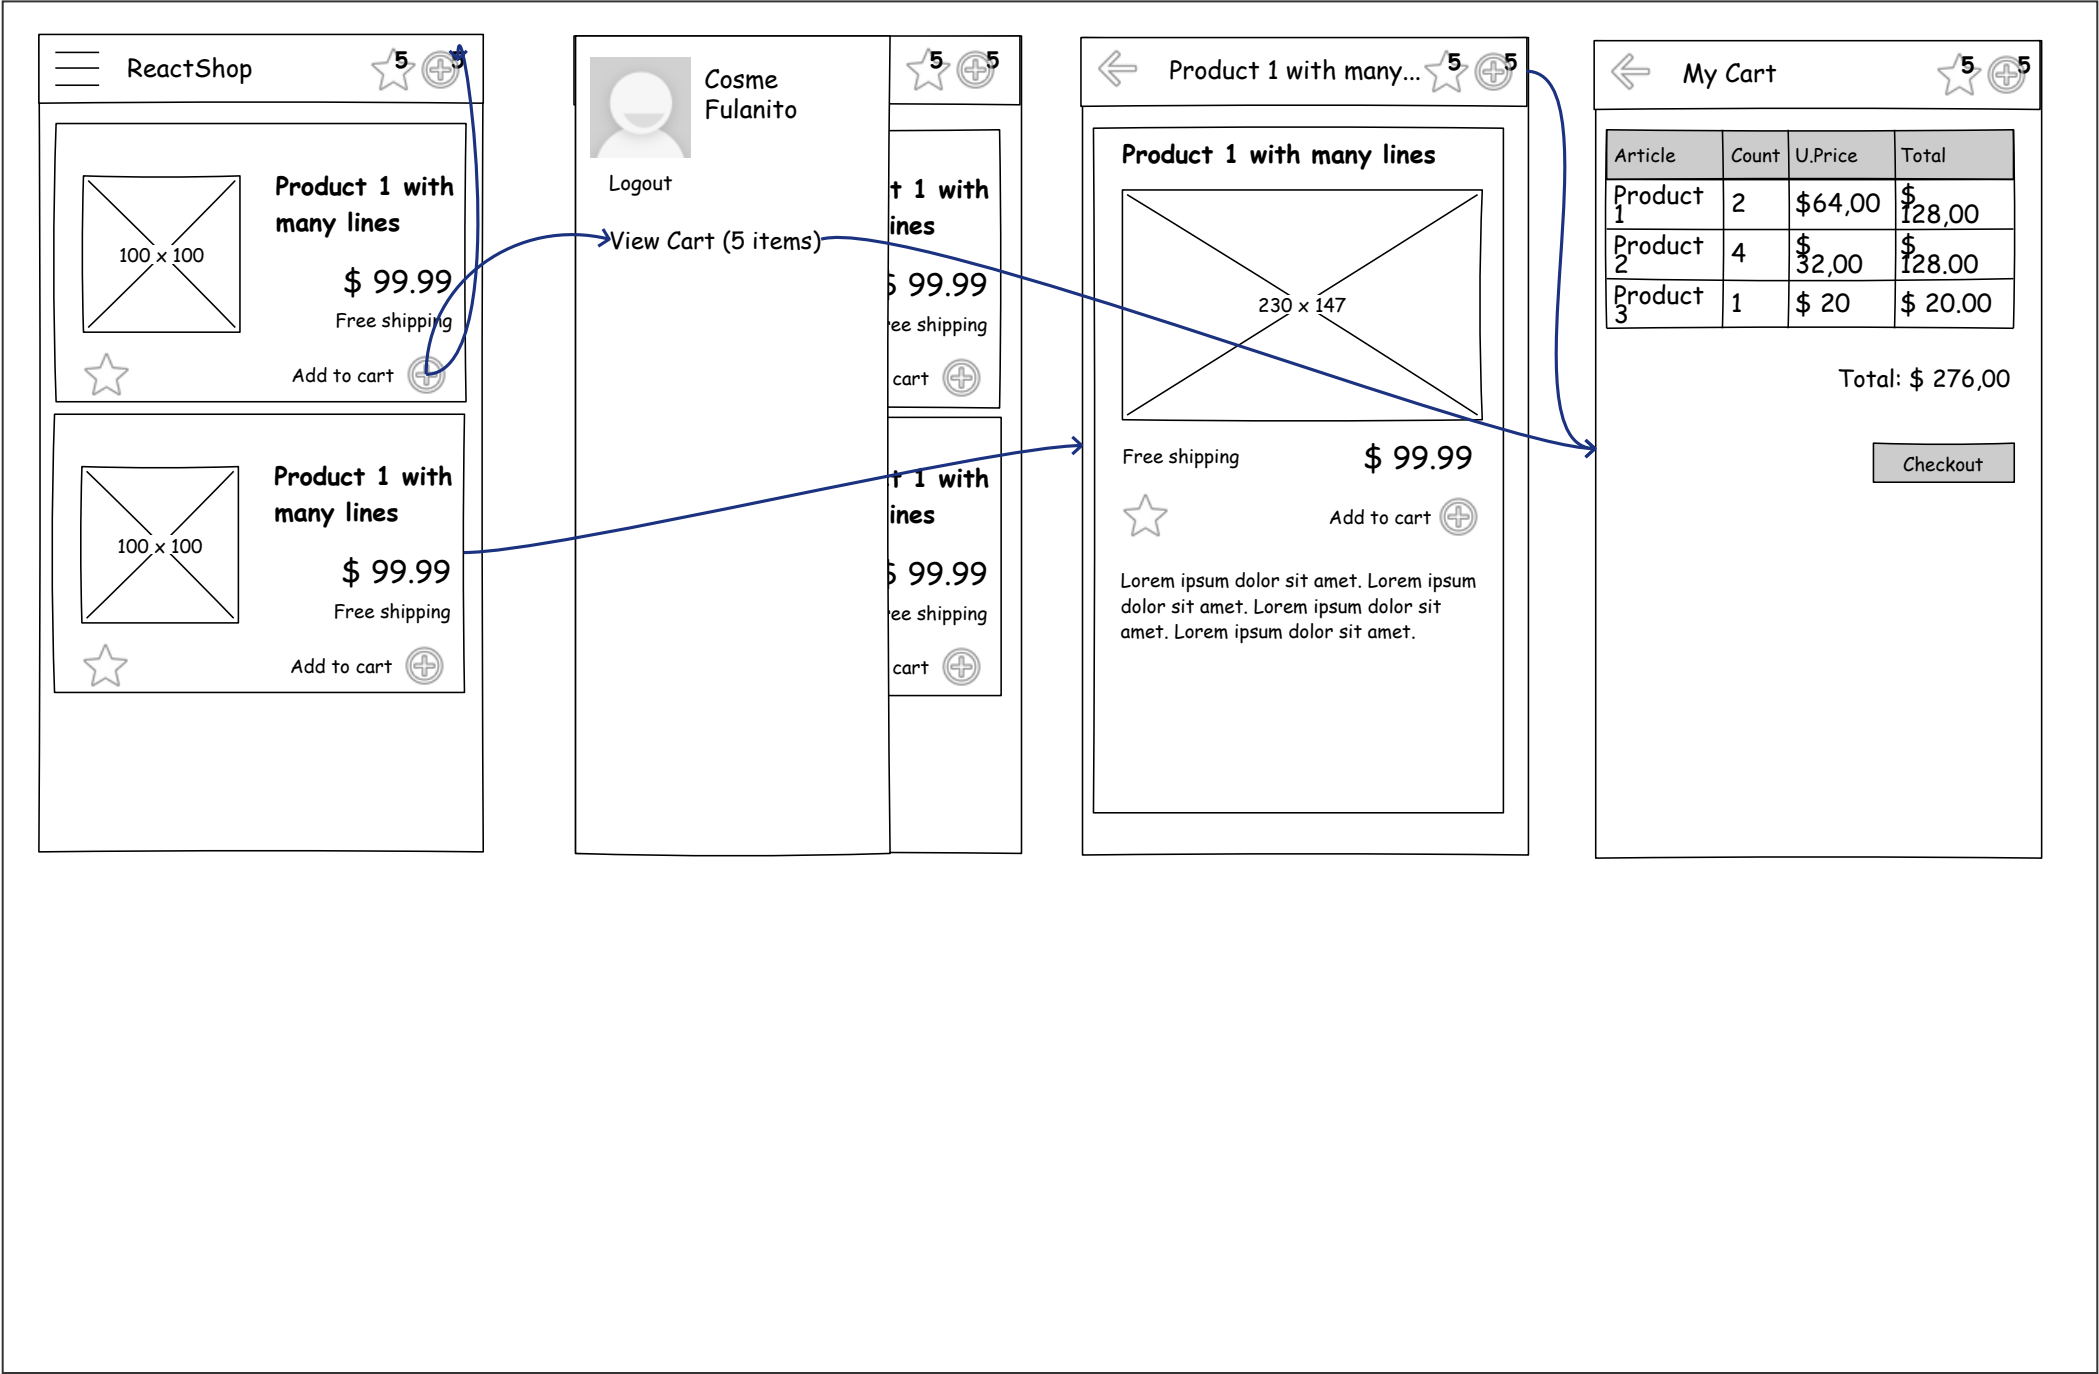 ReactShop
5
5
Product 1 with
many lines
100 x 100
$ 99.99
Free shipping
Add to cart
Product 1 with
many lines
100 x 100
$ 99.99
Free shipping
Add to cart
Cosme
Fulanito
Logout
View Cart (5 items)
5
5
t 1 with
ines
$ 99.99
ree shipping
cart
t 1 with
ines
$ 99.99
ree shipping
cart
Product 1 with many...
5
5
Product 1 with many lines
230 x 147
Free shipping
$ 99.99
Add to cart
Lorem ipsum dolor sit amet. Lorem ipsum
dolor sit amet. Lorem ipsum dolor sit
amet. Lorem ipsum dolor sit amet.
My Cart
5
5
Article Count U.Price Total
Product 1 2 $64,00 $ 128,00
Product 2 4 $ 32,00 $ 128.00
Product 3 1 $ 20 $ 20.00
Total: $ 276,00
Checkout